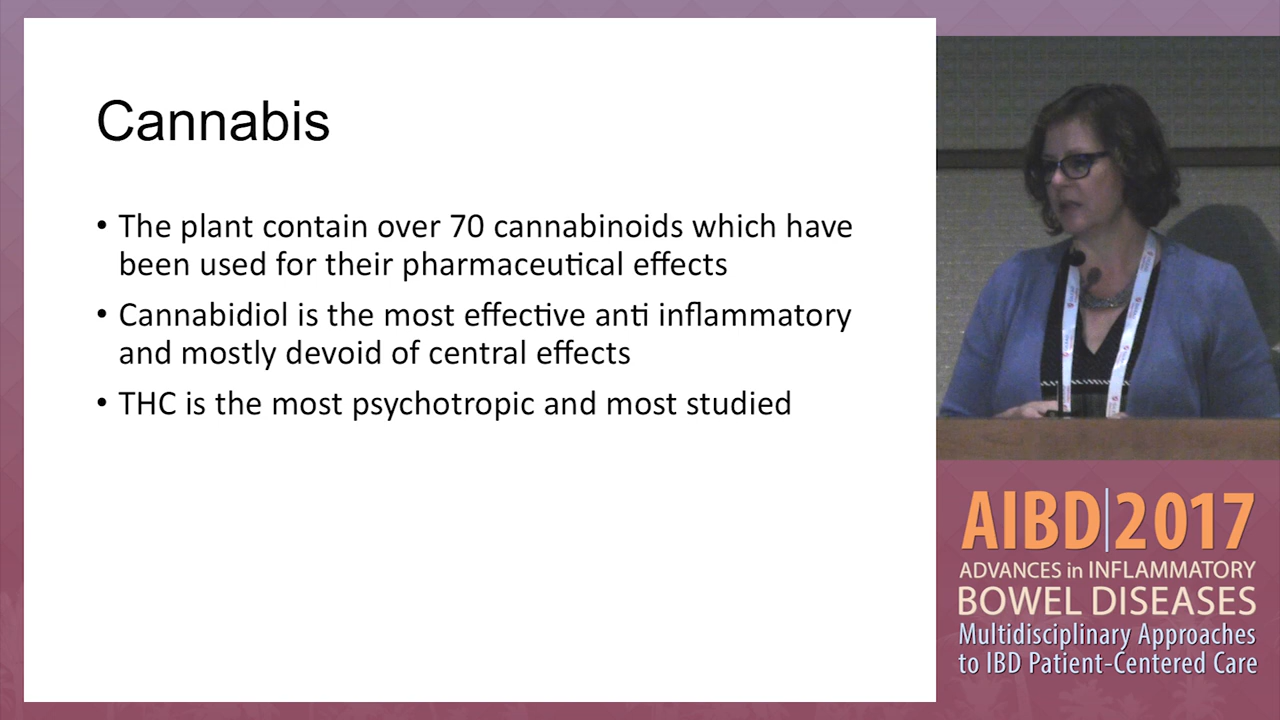 Cannabis
• The plant contain over 70 cannabinoids which have
been used for their pharmaceutical effects
• Cannabidiol is the most effective anti inflammatory
and mostly devoid of central effects
• THC is the most psychotropic and most studied
AIBD|2017
ADVANCES in INFLAMMATORY
BOWEL DISEASES
Multidisciplinary Approaches
to IBD Patient-Centered Care